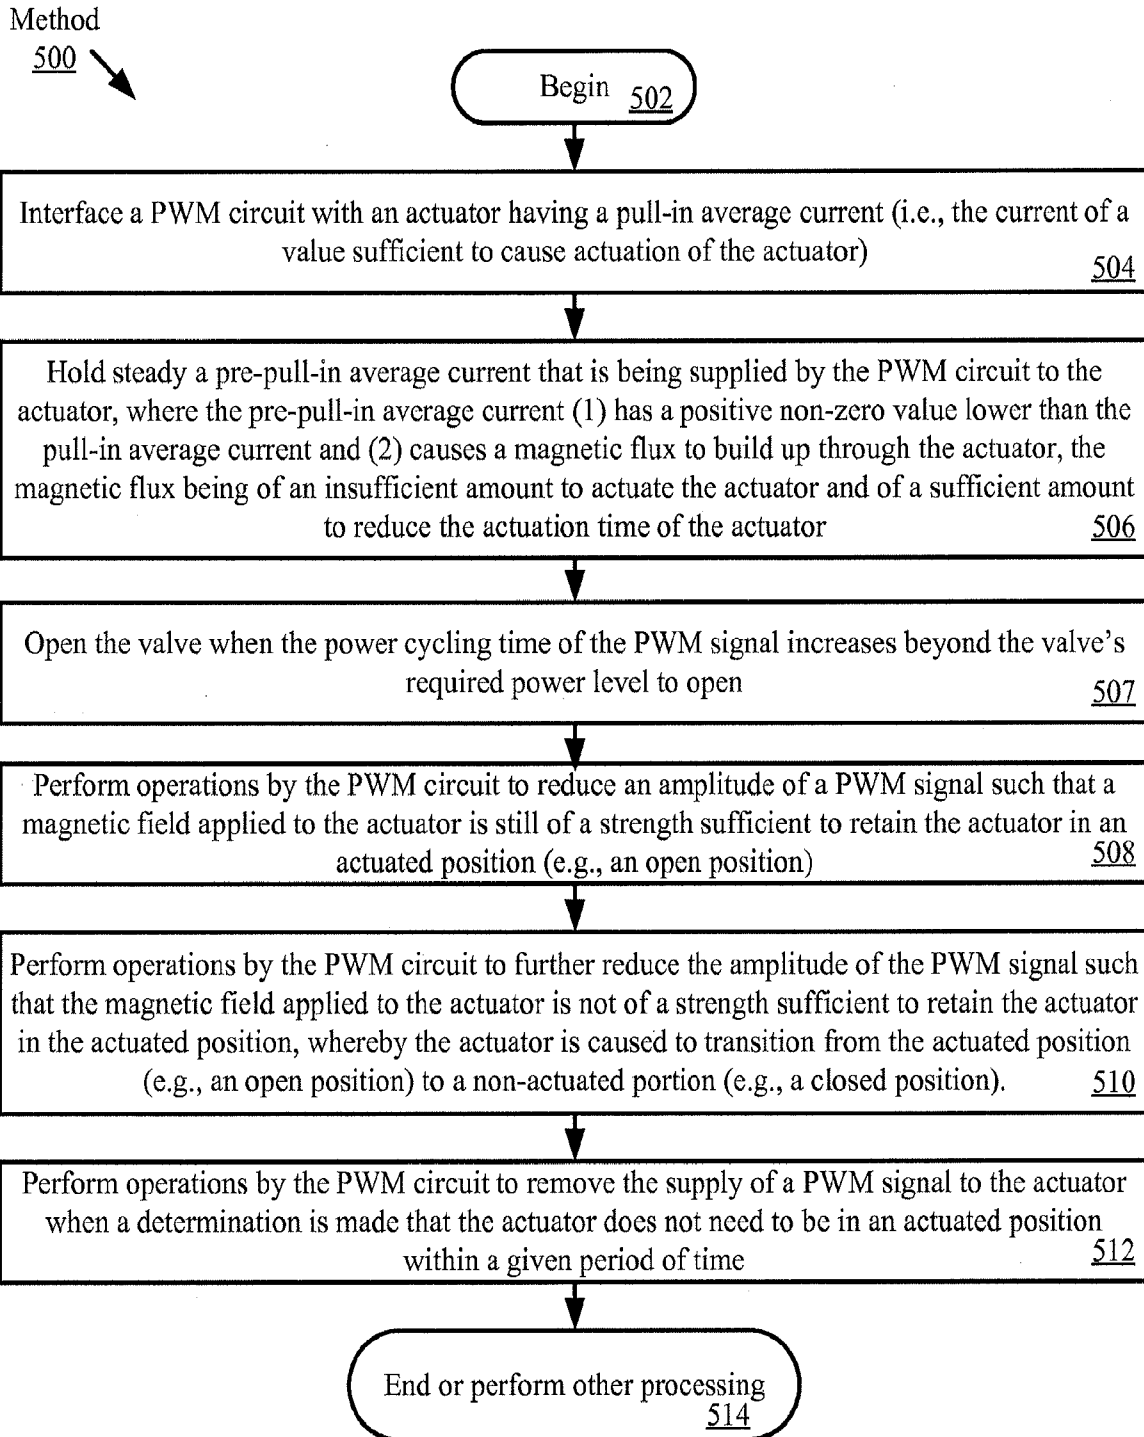 Method
500
Begin 502
Interface a PWM circuit with an actuator having a pull-in average current (i.e., the current of a
value sufficient to cause actuation of the actuator)
504
Hold steady a pre-pull-in average current that is being supplied by the PWM circuit to the
actuator, where the pre-pull-in average current (1) has a positive non-zero value lower than the
pull-in average current and (2) causes a magnetic flux to build up through the actuator, the
magnetic flux being of an insufficient amount to actuate the actuator and of a sufficient amount
to reduce the actuation time of the actuator
506
Open the valve when the power cycling time of the PWM signal increases beyond the valve's
required power level to open
507
Perform operations by the PWM circuit to reduce an amplitude of a PWM signal such that a
magnetic field applied to the actuator is still of a strength sufficient to retain the actuator in an
actuated position (e.g., an open position)
508
Perform operations by the PWM circuit to further reduce the amplitude of the PWM signal such
that the magnetic field applied to the actuator is not of a strength sufficient to retain the actuator
in the actuated position, whereby the actuator is caused to transition from the actuated position
(e.g., an open position) to a non-actuated portion (e.g., a closed position).
510
Perform operations by the PWM circuit to remove the supply of a PWM signal to the actuator
when a determination is made that the actuator does not need to be in an actuated position
within a given period of time
512
End or perform other processing
514